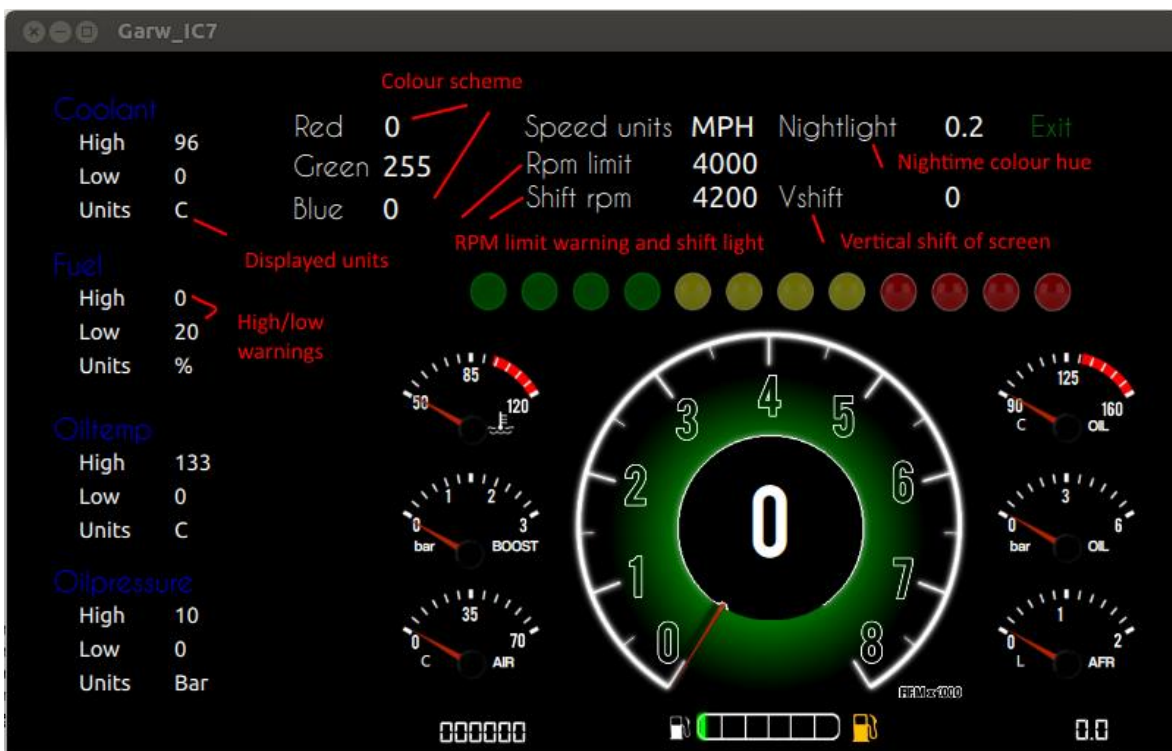 Garw_IC7
Colour scheme
Coolant
High 96
Low 0
Units C
Red 0
Green 255
Blue 0
Speed units MPH
Rpm limit 4000
Shift rpm 4200
Nightlight 0.2
Exit
Nightime colour hue
Vshift 0
RPM limit warning and shift light
Vertical shift of screen
Displayed units
Fuel
High 0
Low 20
Units %
High/low
warnings
Oiltemp
High 133
Low 0
Units C
Oilpressure
High 10
Low 0
Units Bar
50 85 120
0 1 2 3
bar BOOST
0 35 70
C AIR
0 1 2 3 4 5 6 7 8
0
RPM x1000
90 125 160
C OIL
0 3 6
bar OIL
0 1 2
L AFR
000000
0.0